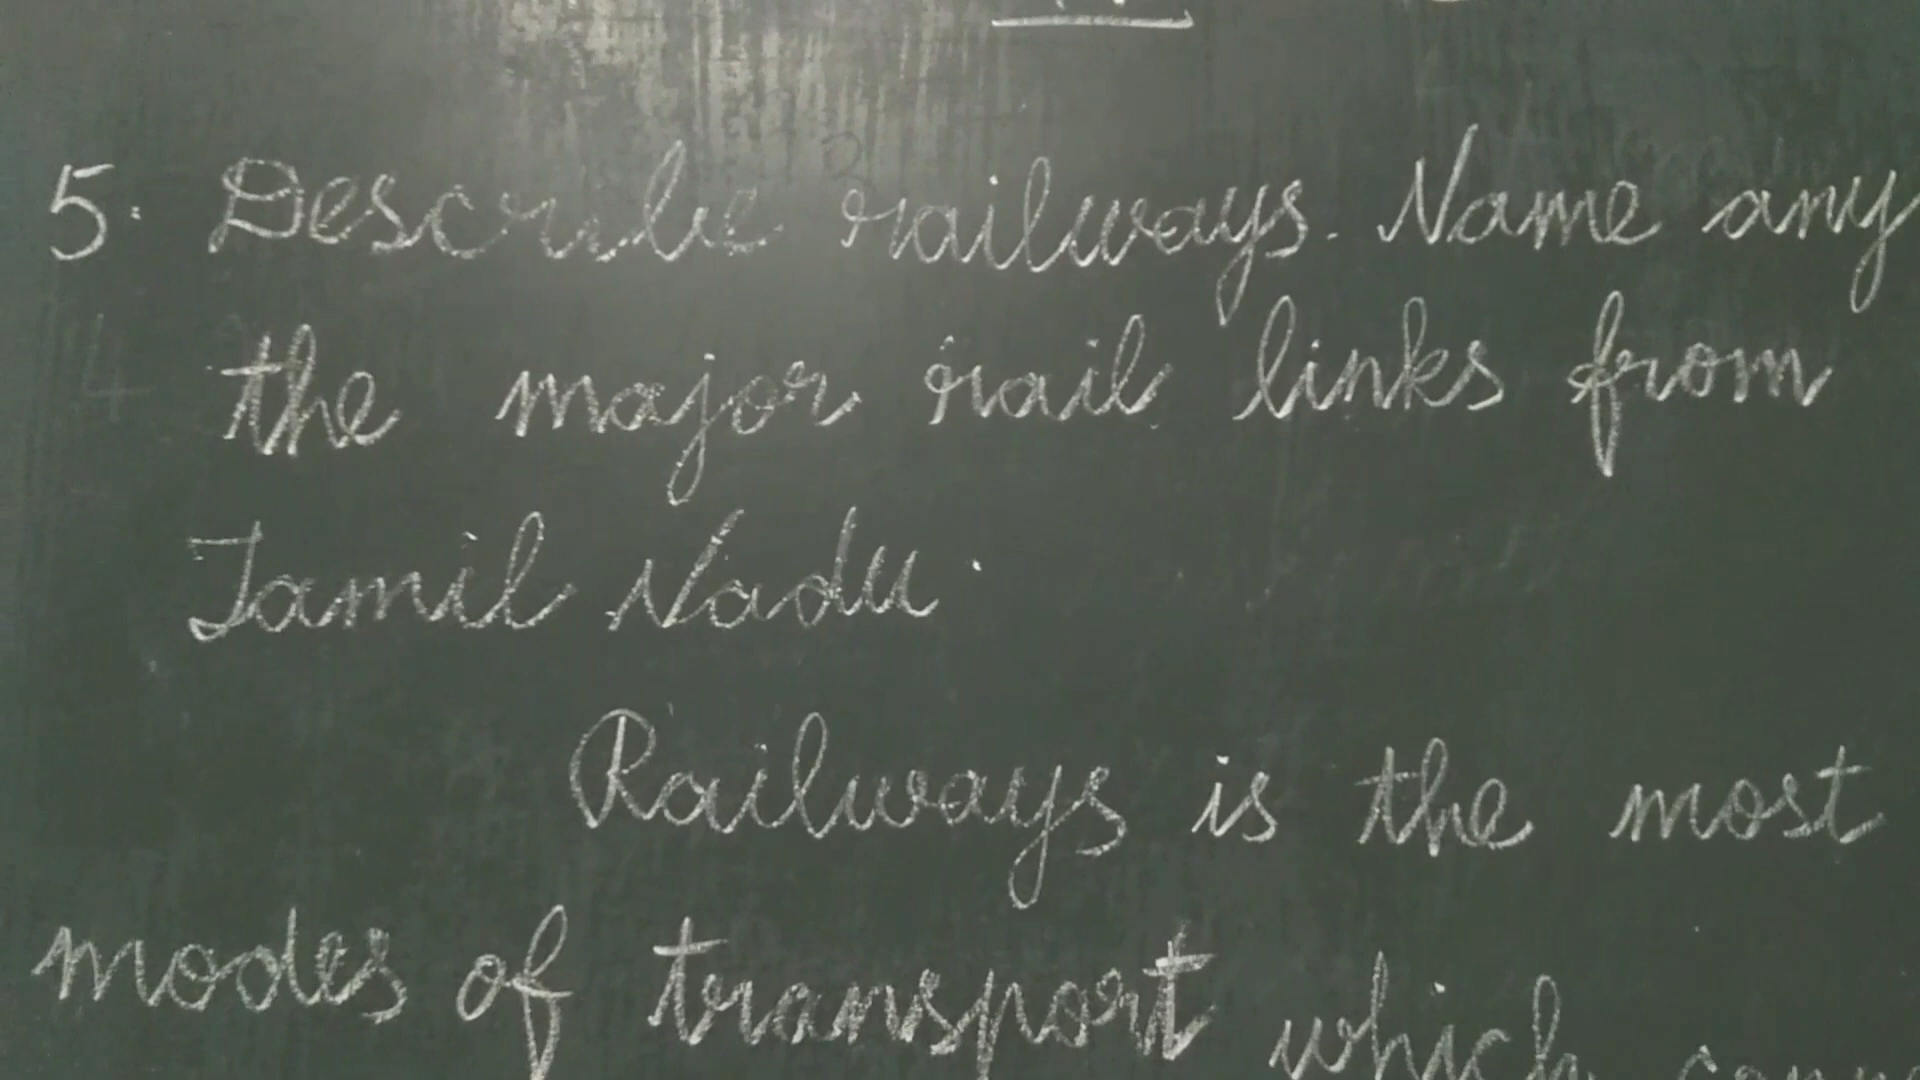 5. Describe railways. Name any
the major rail links from
Tamil Nadu.
Railways is the most
modes of transport which